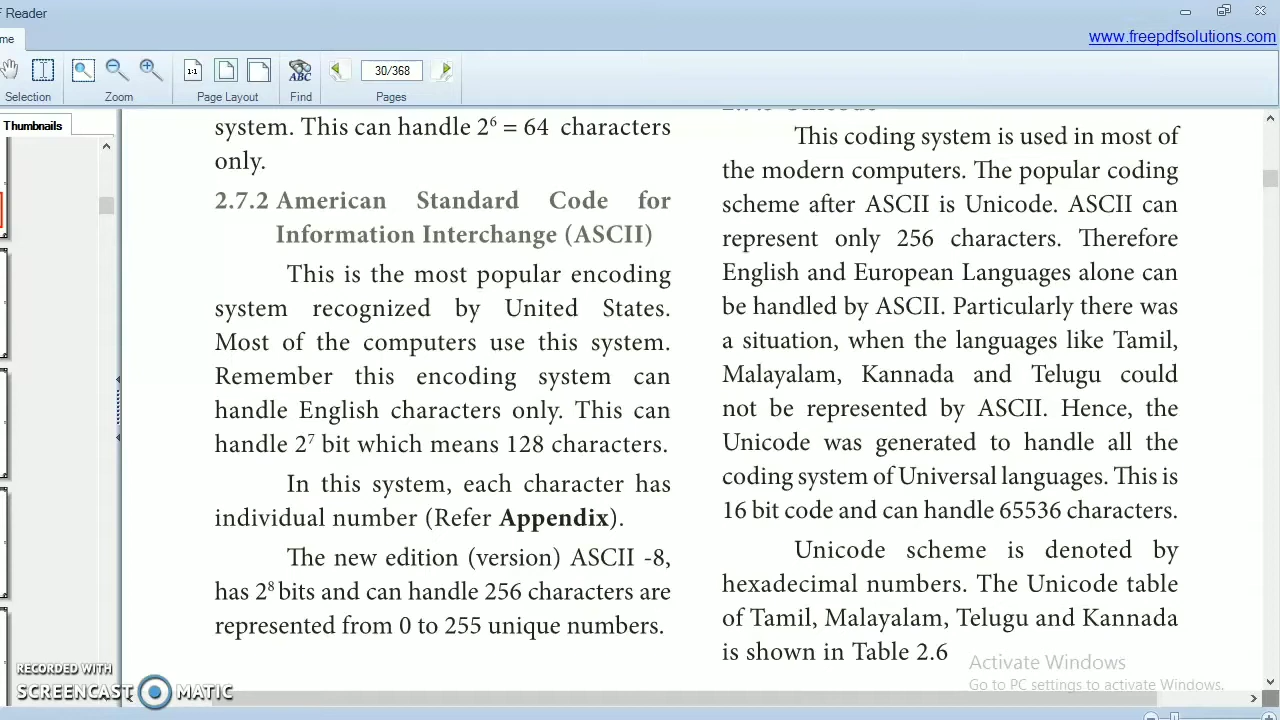 F Reader
me
www.freepdfsolutions.com
1:1
ABC
30/368
Selection
Zoom
Page Layout
Find
Pages
Thumbnails
system. This can handle 2⁶ = 64 characters
only.
2.7.2 American Standard Code for
Information Interchange (ASCII)
This is the most popular encoding
system recognized by United States.
Most of the computers use this system.
Remember this encoding system can
handle English characters only. This can
handle 2⁷ bit which means 128 characters.
In this system, each character has
individual number (Refer Appendix).
The new edition (version) ASCII -8,
has 2⁸ bits and can handle 256 characters are
represented from 0 to 255 unique numbers.
Unicode
This coding system is used in most of
the modern computers. The popular coding
scheme after ASCII is Unicode. ASCII can
represent only 256 characters. Therefore
English and European Languages alone can
be handled by ASCII. Particularly there was
a situation, when the languages like Tamil,
Malayalam, Kannada and Telugu could
not be represented by ASCII. Hence, the
Unicode was generated to handle all the
coding system of Universal languages. This is
16 bit code and can handle 65536 characters.
Unicode scheme is denoted by
hexadecimal numbers. The Unicode table
of Tamil, Malayalam, Telugu and Kannada
is shown in Table 2.6
Activate Windows
Go to PC settings to activate Windows.
RECORDED WITH
SCREENCAST MATIC